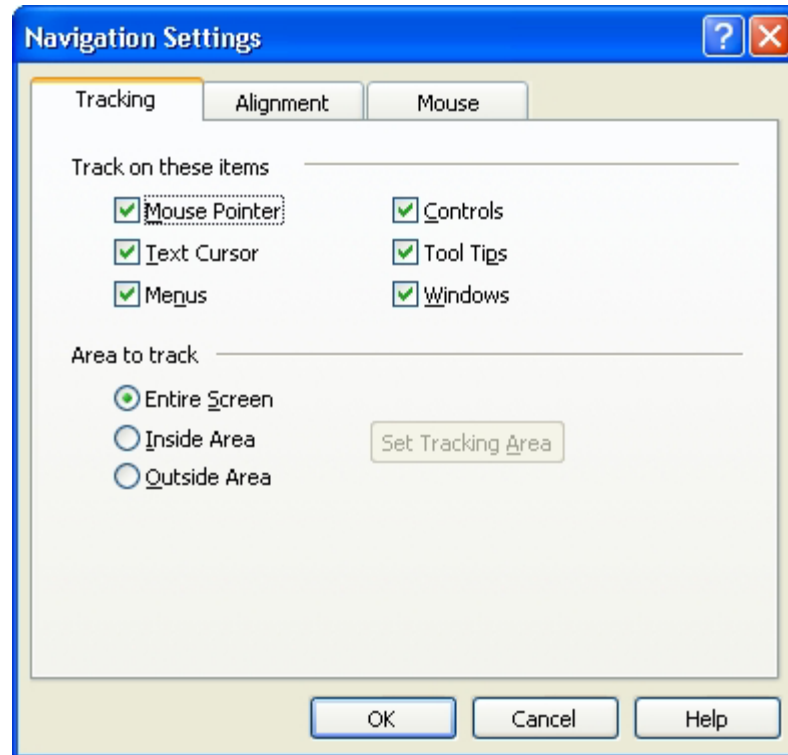 Navigation Settings
Tracking Alignment Mouse
Track on these items
Mouse Pointer Controls
Text Cursor Tool Tips
Menus Windows
Area to track
Entire Screen
Inside Area Set Tracking Area
Outside Area
OK Cancel Help